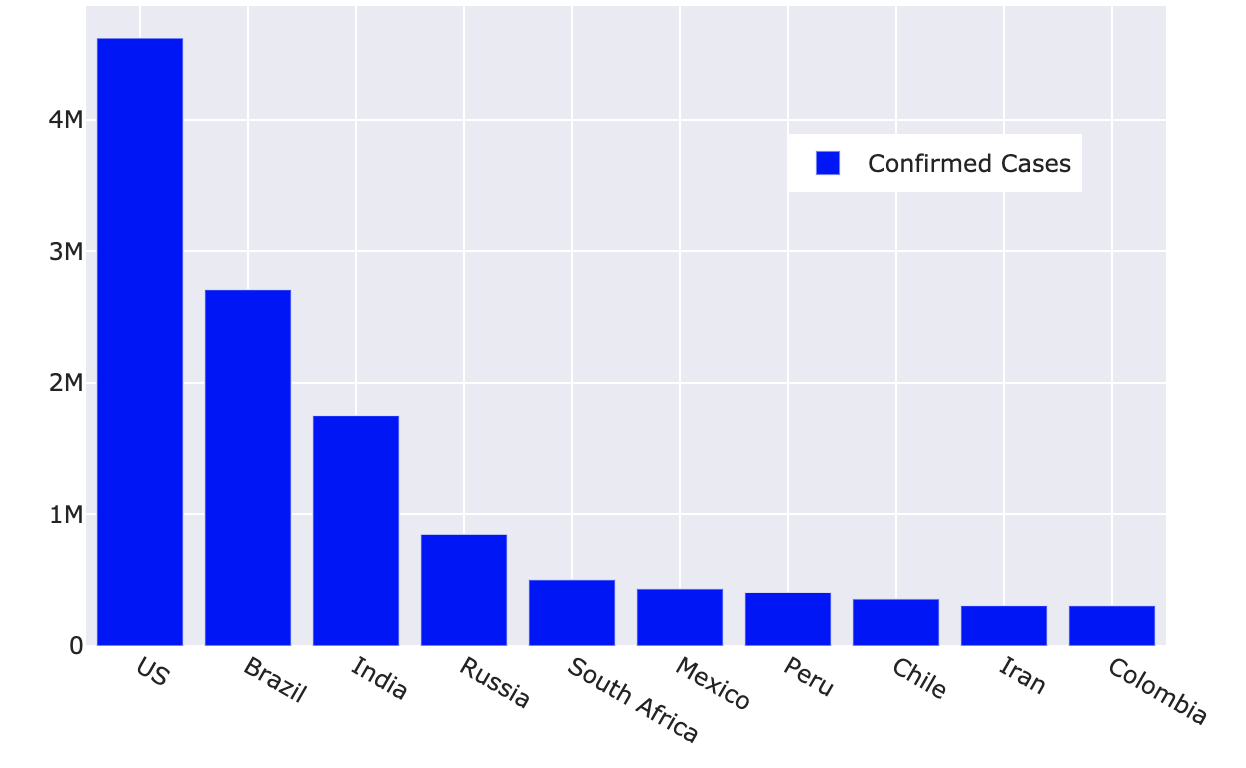 4M
3M
2M
1M
0
Confirmed Cases
US
Brazil
India
Russia
South Africa
Mexico
Peru
Chile
Iran
Colombia